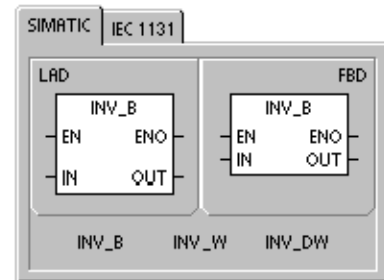 SIMATIC IEC 1131
LAD FBD
INV_B INV_B
EN ENO EN ENO
IN OUT IN OUT
INV_B INV_W INV_DW